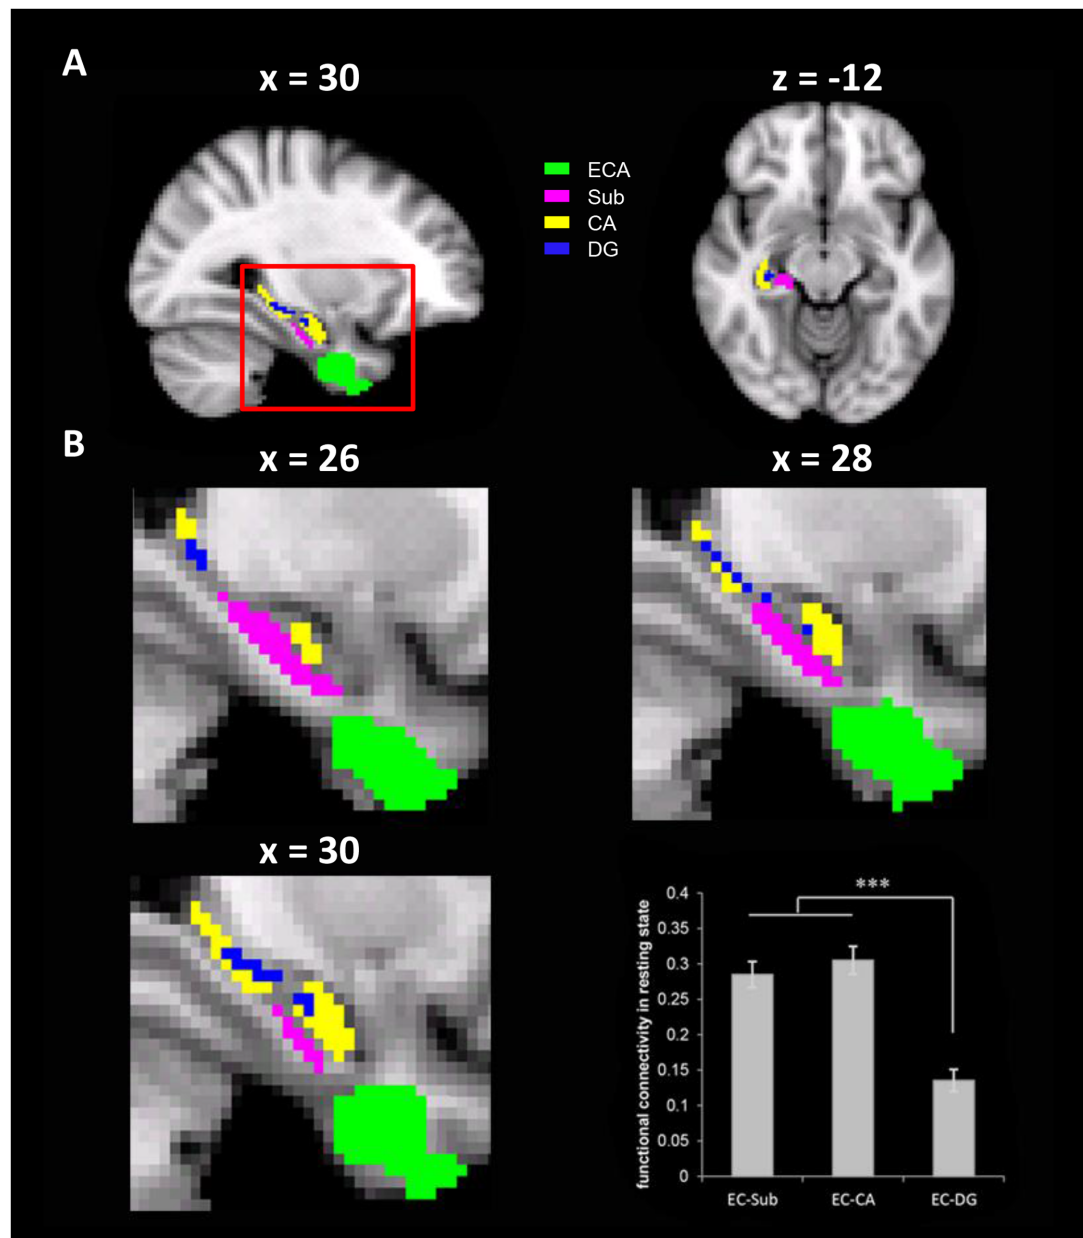 A
x = 30
z = -12
ECA
Sub
CA
DG
B
x = 26
x = 28
x = 30
functional connectivity in resting state
0.4
0.35
0.3
0.25
0.2
0.15
0.1
0.05
0
***
EC-Sub
EC-CA
EC-DG